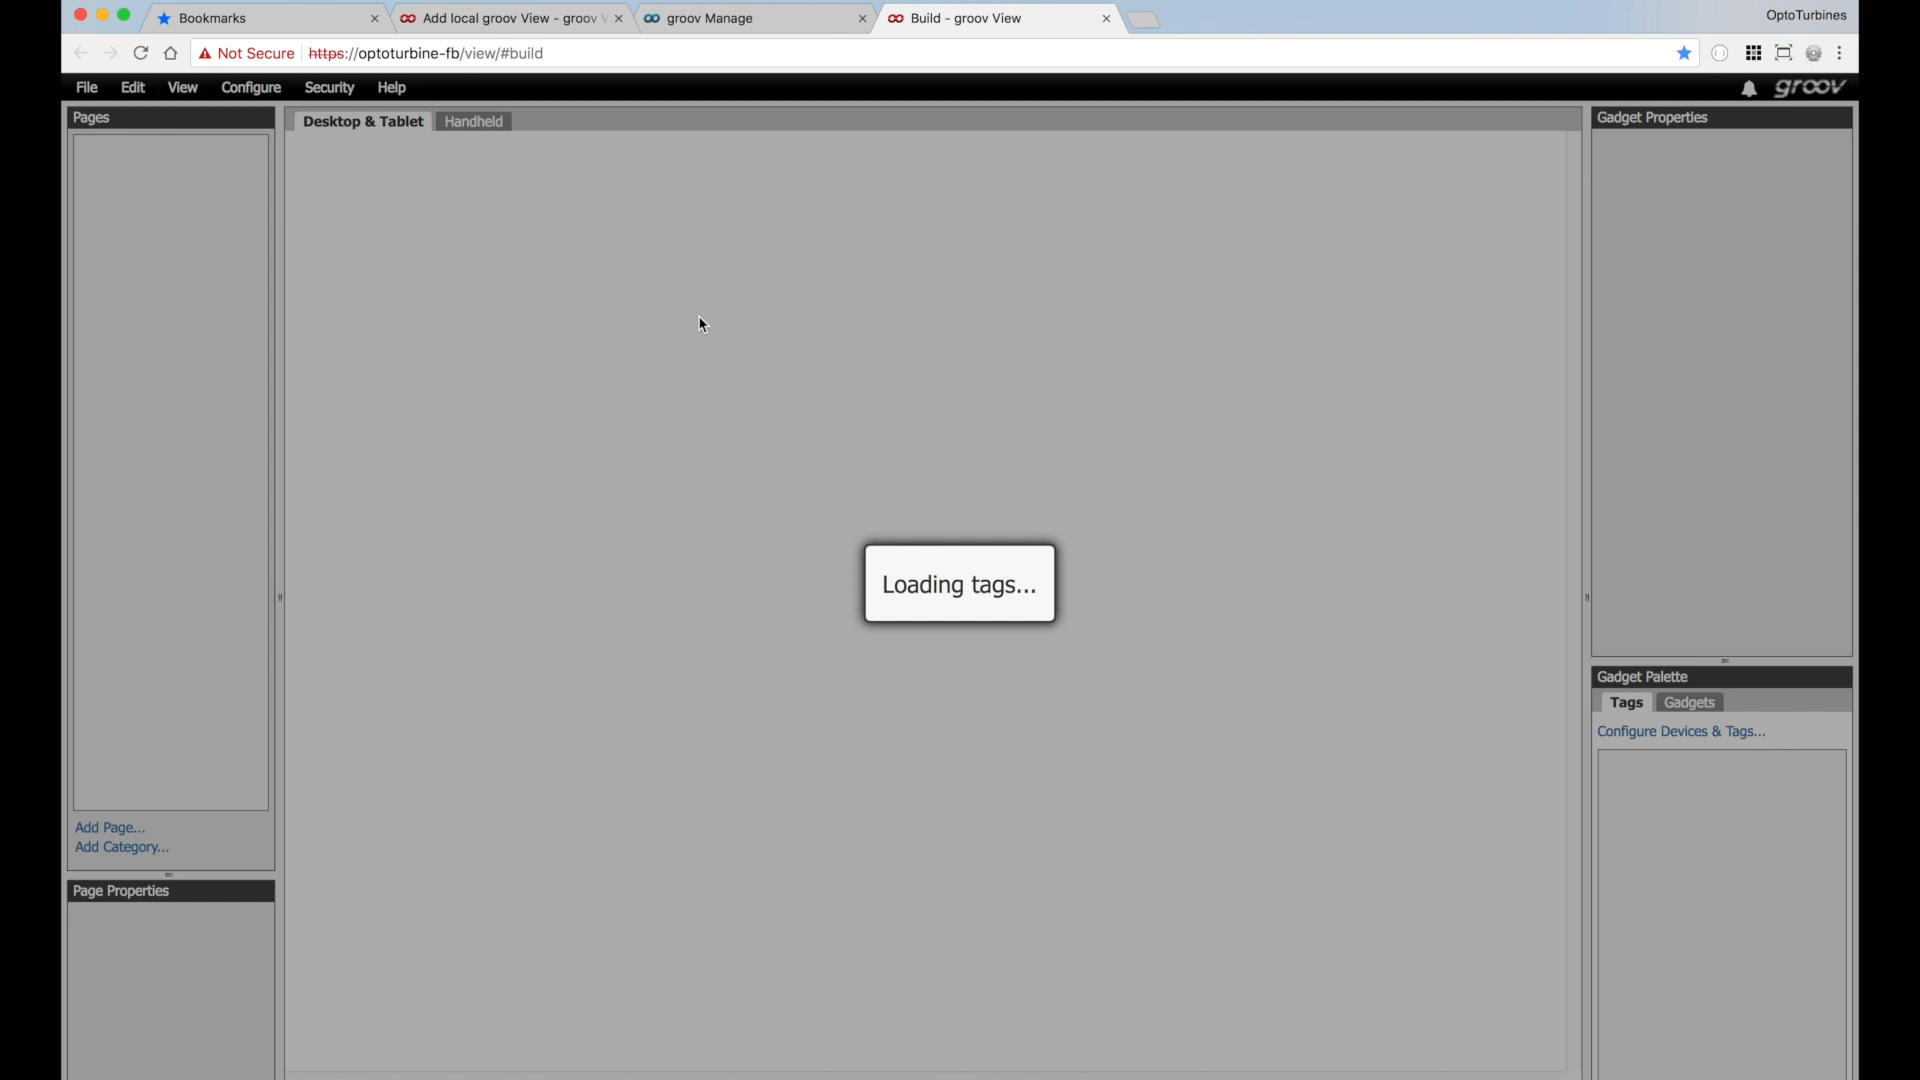 Bookmarks
Add local groov View - groov V
groov Manage
Build - groov View
OptoTurbines
Not Secure
https://optoturbine-fb/view/#build
File Edit View Configure Security Help
groov
Pages
Desktop & Tablet
Handheld
Gadget Properties
Loading tags...
Gadget Palette
Tags
Gadgets
Configure Devices & Tags...
Add Page...
Add Category...
Page Properties